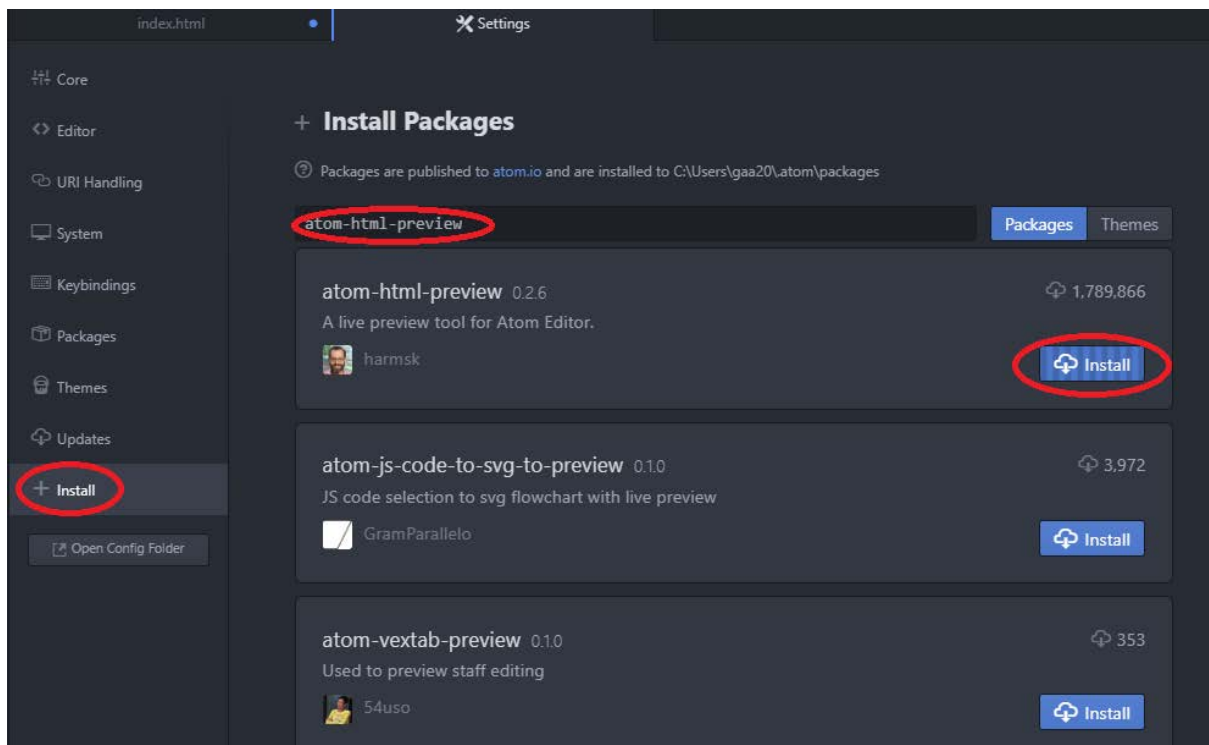 index.html
Settings
Core
Editor
URI Handling
System
Keybindings
Packages
Themes
Updates
Install
Open Config Folder
Install Packages
Packages are published to atom.io and are installed to C:\Users\gaa20\.atom\packages
atom-html-preview
Packages Themes
atom-html-preview 0.2.6
1,789,866
A live preview tool for Atom Editor.
harmsk
Install
atom-js-code-to-svg-to-preview 0.1.0
3,972
JS code selection to svg flowchart with live preview
GramParallelo
Install
atom-vextab-preview 0.1.0
353
Used to preview staff editing
54uso
Install